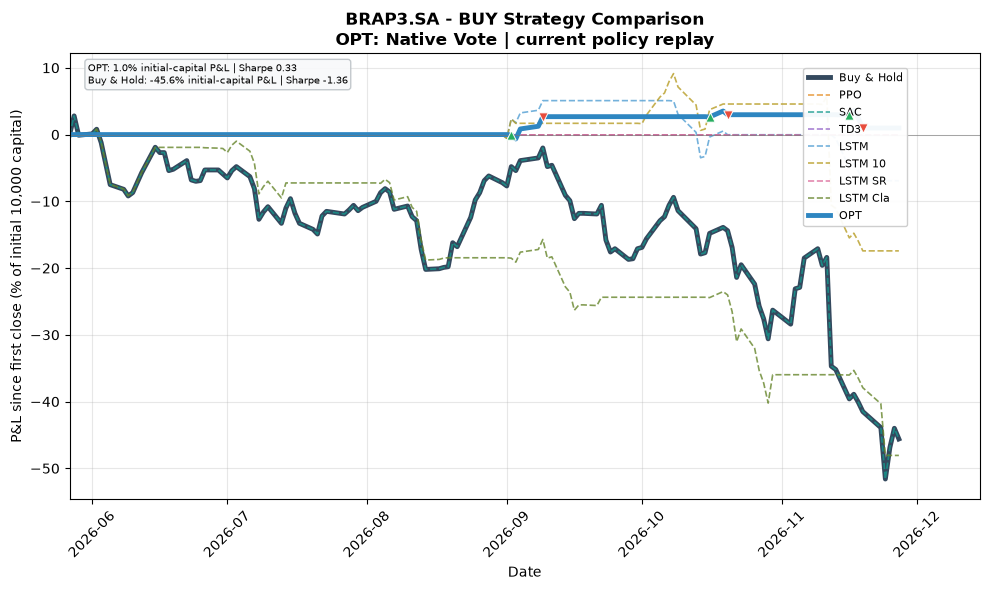 BRAP3.SA - BUY Strategy Comparison
OPT: Native Vote | current policy replay
OPT: 1.0% initial-capital P&L | Sharpe 0.33
Buy & Hold: -45.6% initial-capital P&L | Sharpe -1.36
Buy & Hold
PPO
SAC
TD3
LSTM
LSTM 10
LSTM SR
LSTM Cla
OPT
P&L since first close (% of initial 10,000 capital)
10
0
−10
−20
−30
−40
−50
2026-06
2026-07
2026-08
2026-09
2026-10
2026-11
2026-12
Date